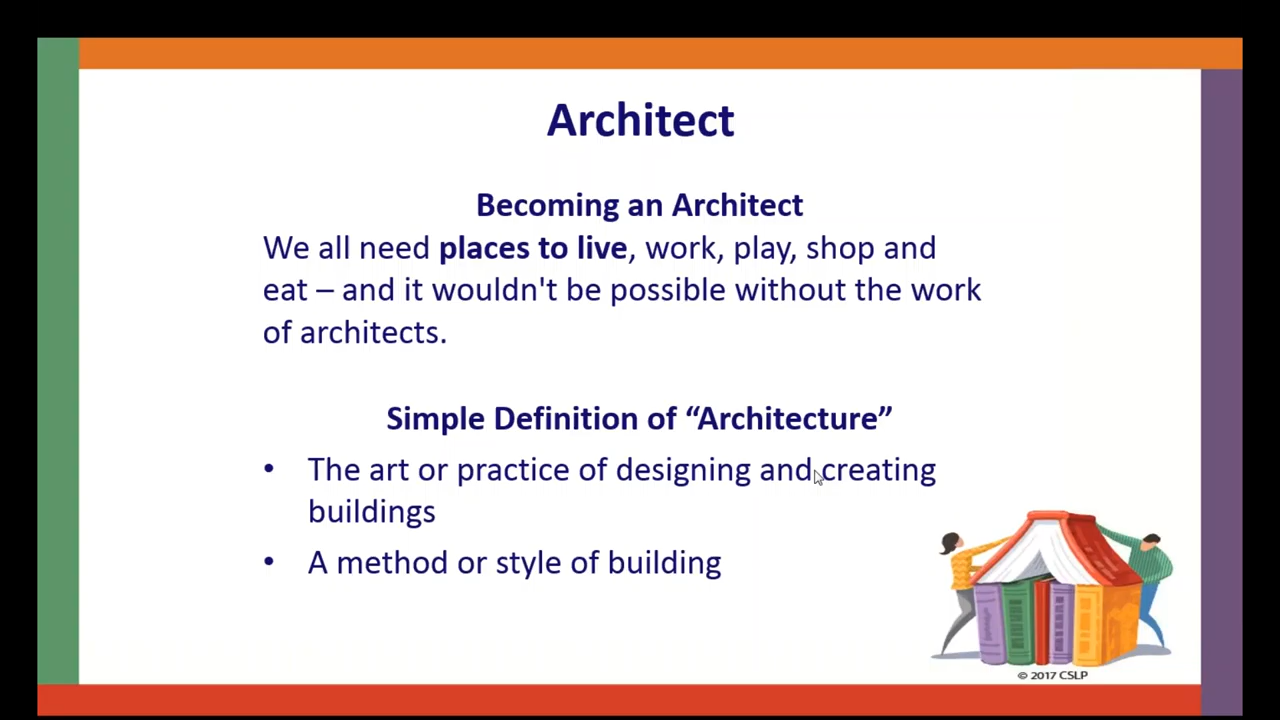 Architect
Becoming an Architect
We all need places to live, work, play, shop and
eat – and it wouldn't be possible without the work
of architects.
Simple Definition of “Architecture”
• The art or practice of designing and creating
buildings
• A method or style of building
© 2017 CSLP